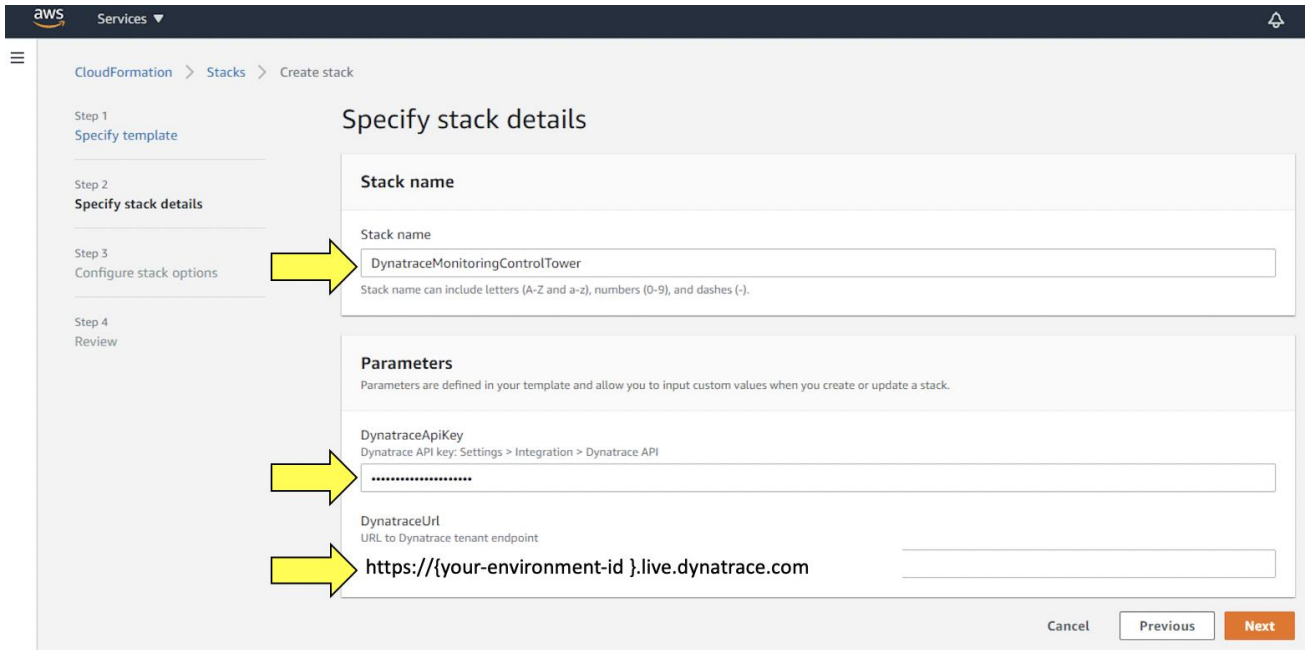 aws Services ▼
CloudFormation > Stacks > Create stack
Step 1
Specify template
Step 2
Specify stack details
Step 3
Configure stack options
Step 4
Review
Specify stack details
Stack name
Stack name
DynatraceMonitoringControlTower
Stack name can include letters (A-Z and a-z), numbers (0-9), and dashes (-).
Parameters
Parameters are defined in your template and allow you to input custom values when you create or update a stack.
DynatraceApiKey
Dynatrace API key: Settings > Integration > Dynatrace API
•••••••••••••••••••••
DynatraceUrl
URL to Dynatrace tenant endpoint
https://{your-environment-id }.live.dynatrace.com
Cancel Previous Next